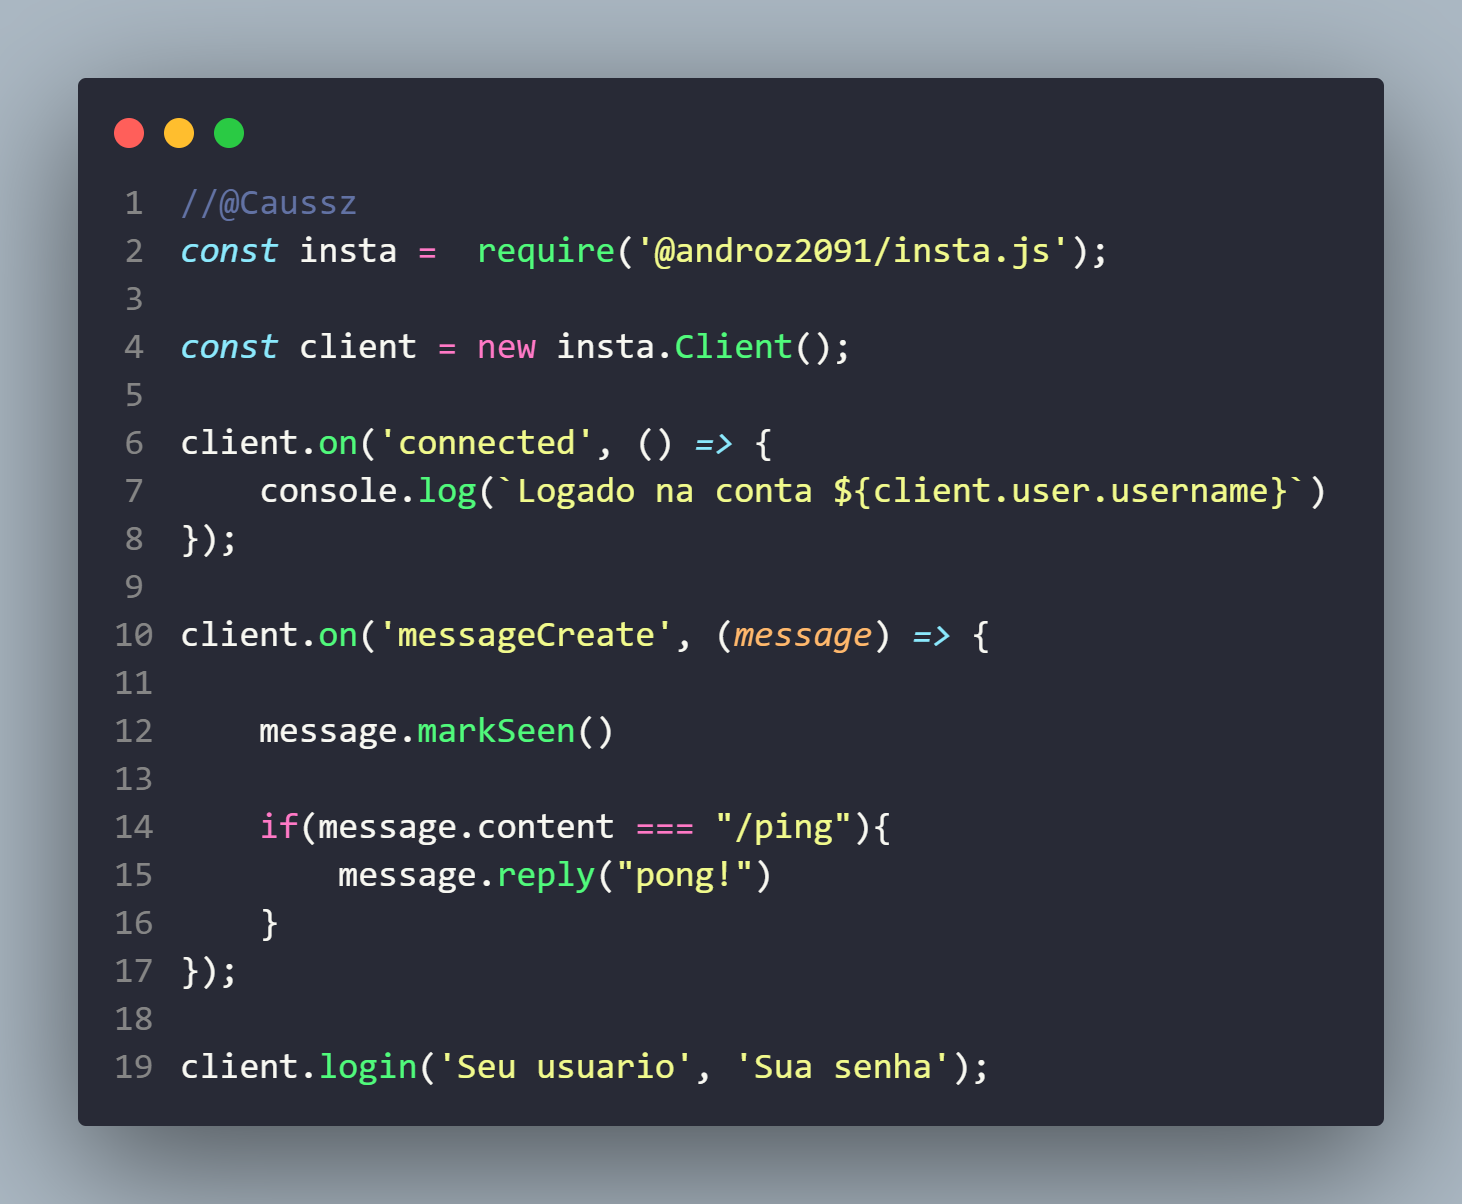 1 //@Caussz
2 const insta =  require('@androz2091/insta.js');
3
4 const client = new insta.Client();
5
6 client.on('connected', () => {
7     console.log(`Logado na conta ${client.user.username}`)
8 });
9
10 client.on('messageCreate', (message) => {
11
12     message.markSeen()
13
14     if(message.content === "/ping"){
15         message.reply("pong!")
16     }
17 });
18
19 client.login('Seu usuario', 'Sua senha');